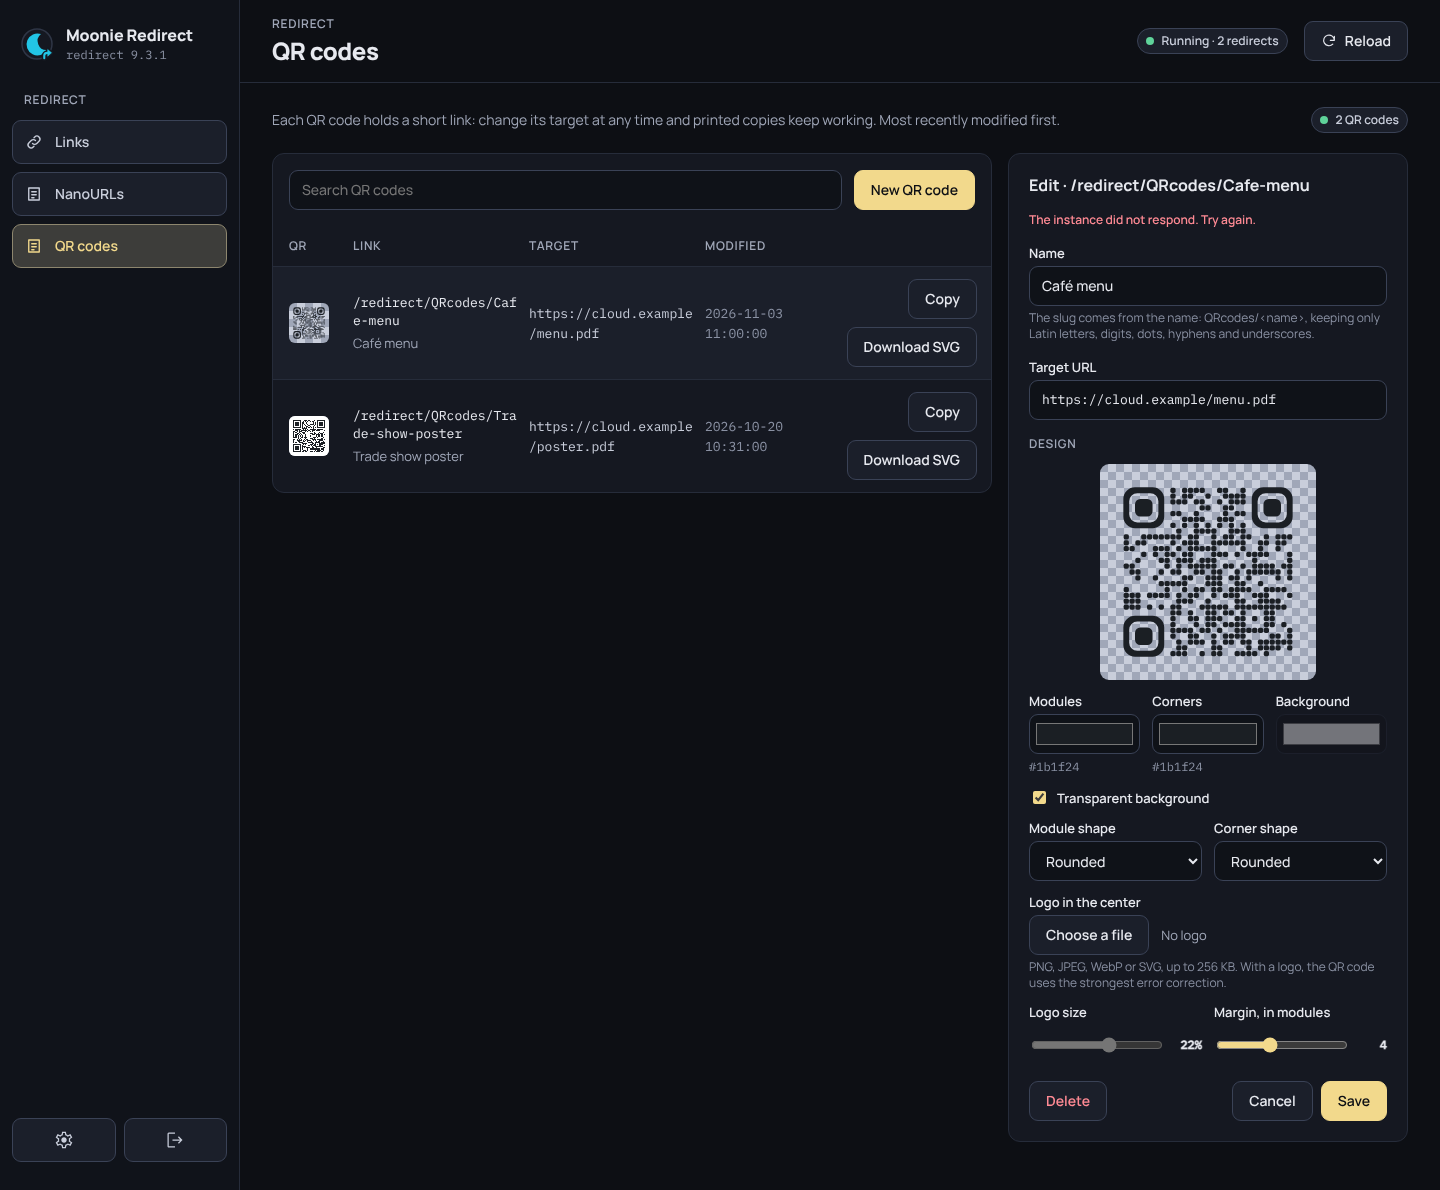 Moonie Redirect
redirect 9.3.1
REDIRECT
Links
NanoURLs
QR codes
REDIRECT
QR codes
Running · 2 redirects
Reload
Each QR code holds a short link: change its target at any time and printed copies keep working. Most recently modified first.
2 QR codes
Search QR codes
New QR code
QR
LINK
TARGET
MODIFIED
/redirect/QRcodes/Caf
e-menu
Café menu
https://cloud.example
/menu.pdf
2026-11-03
11:00:00
Copy
Download SVG
/redirect/QRcodes/Tra
de-show-poster
Trade show poster
https://cloud.example
/poster.pdf
2026-10-20
10:31:00
Copy
Download SVG
Edit · /redirect/QRcodes/Cafe-menu
The instance did not respond. Try again.
Name
Café menu
The slug comes from the name: QRcodes/<name>, keeping only
Latin letters, digits, dots, hyphens and underscores.
Target URL
https://cloud.example/menu.pdf
DESIGN
Modules
Corners
Background
#1b1f24
#1b1f24
Transparent background
Module shape
Corner shape
Rounded
Rounded
Logo in the center
Choose a file
No logo
PNG, JPEG, WebP or SVG, up to 256 KB. With a logo, the QR code
uses the strongest error correction.
Logo size
Margin, in modules
22%
4
Delete
Cancel
Save